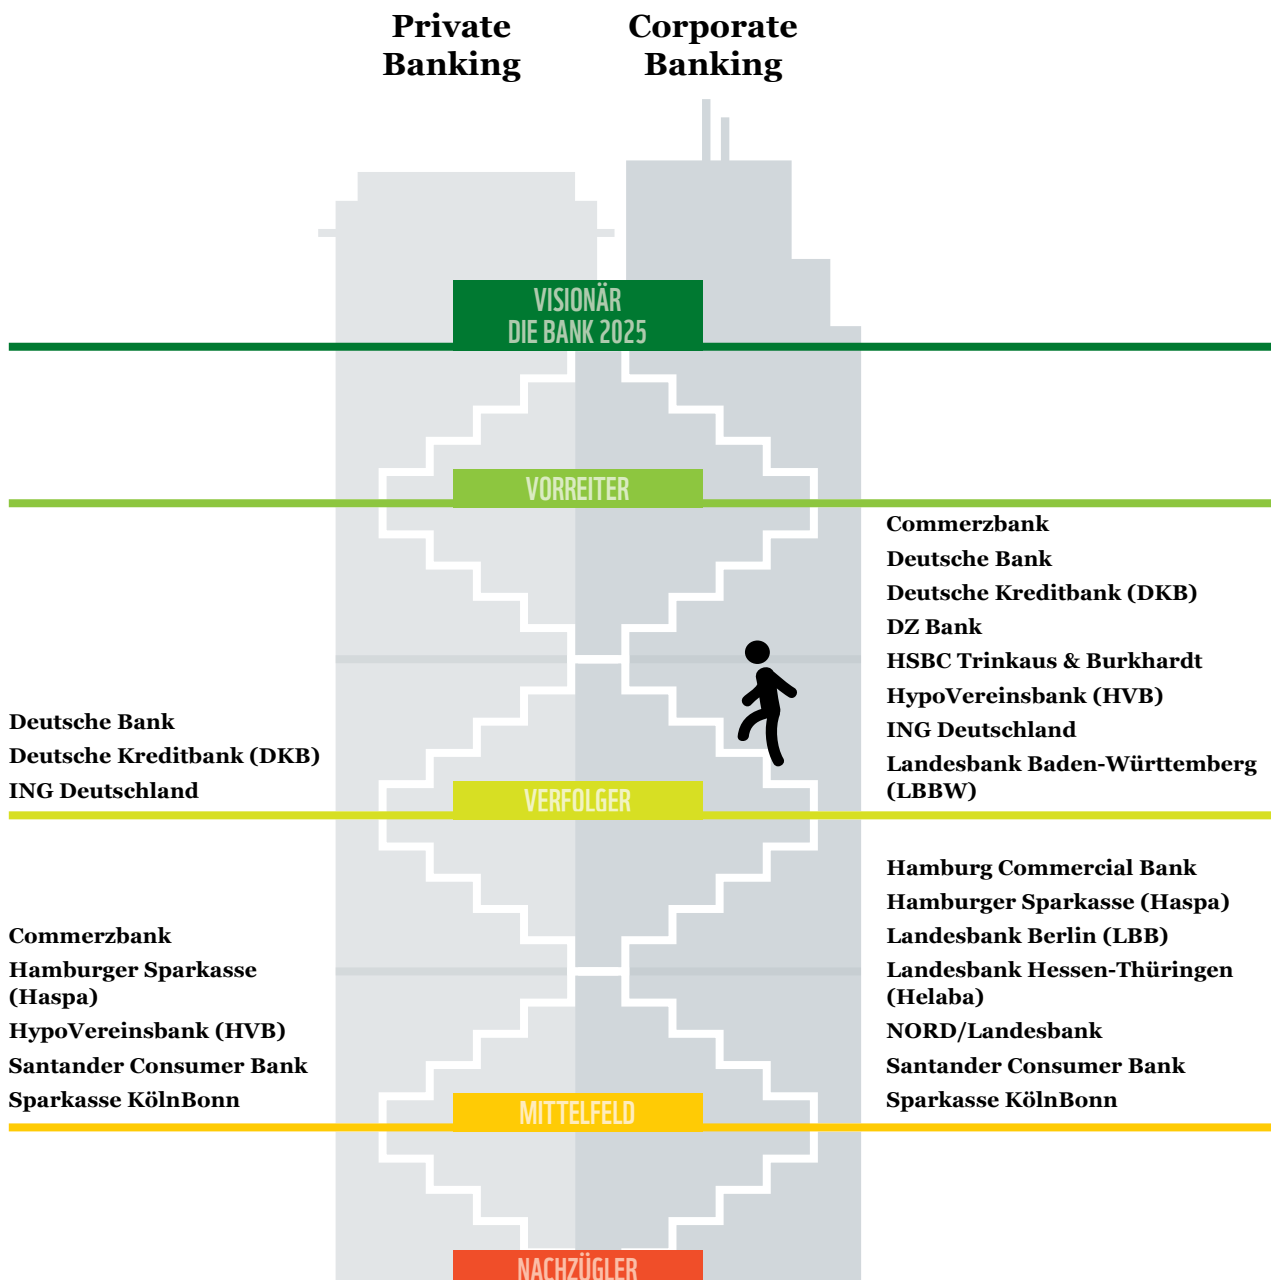 Private
Banking
Corporate
Banking
VISIONÄR
DIE BANK 2025
VORREITER
Deutsche Bank
Deutsche Kreditbank (DKB)
ING Deutschland
Commerzbank
Deutsche Bank
Deutsche Kreditbank (DKB)
DZ Bank
HSBC Trinkaus & Burkhardt
HypoVereinsbank (HVB)
ING Deutschland
Landesbank Baden-Württemberg
(LBBW)
VERFOLGER
Commerzbank
Hamburger Sparkasse
(Haspa)
HypoVereinsbank (HVB)
Santander Consumer Bank
Sparkasse KölnBonn
Hamburg Commercial Bank
Hamburger Sparkasse (Haspa)
Landesbank Berlin (LBB)
Landesbank Hessen-Thüringen
(Helaba)
NORD/Landesbank
Santander Consumer Bank
Sparkasse KölnBonn
MITTELFELD
NACHZÜGLER